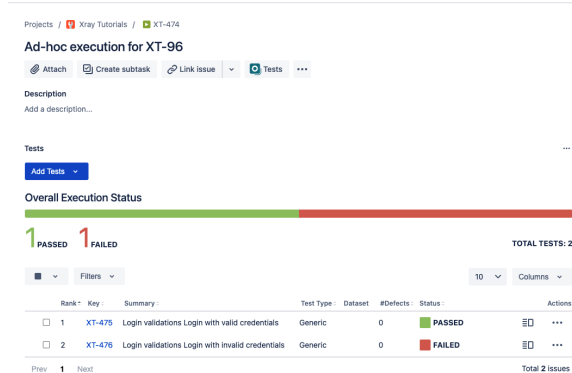 Projects / Xray Tutorials / XT-474
Ad-hoc execution for XT-96
Attach Create subtask Link issue Tests
Description
Add a description...
Tests
Add Tests
Overall Execution Status
1 PASSED 1 FAILED TOTAL TESTS: 2
Filters 10 Columns
Rank Key Summary Test Type Dataset #Defects Status Actions
1 XT-475 Login validations Login with valid credentials Generic 0 PASSED
2 XT-476 Login validations Login with invalid credentials Generic 0 FAILED
Prev 1 Next Total 2 issues